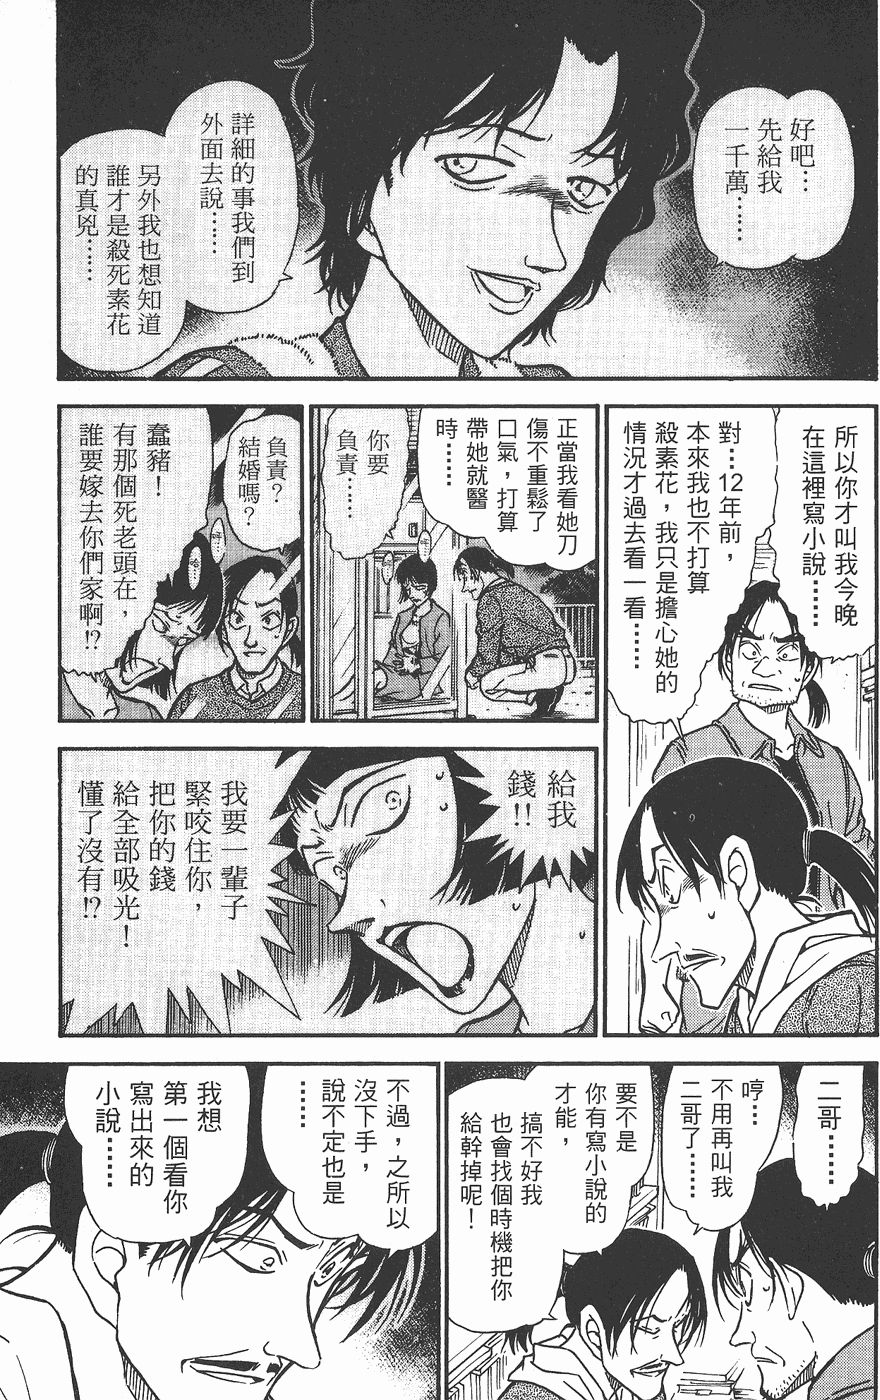 好吧…
先給我
一千萬……
詳細的事我們到
外面去說……
另外我也想知道
誰才是殺死素花
的真兇……
所以你才叫我今晚
在這裡寫小說……
對…12年前，
本來我也不打算
殺素花，我只是擔心她的
情況才過去看一看……
正當我看她刀
傷不重鬆了
口氣，打算
帶她就醫
時……
你要
負責……
負責？
結婚嗎？
蠢豬！
有那個死老頭在，
誰要嫁去你們家啊!?
給我
錢!!
我要一輩子
緊咬住你，
把你的錢
給全部吸光！
懂了沒有!?
二哥……
哼…
不用再叫我
二哥了……
要不是
你有寫小說的
才能，
搞不好我
也會找個時機把你
給幹掉呢！
不過，之所以
沒下手，
說不定也是
……
我想
第一個看你
寫出來的
小說……